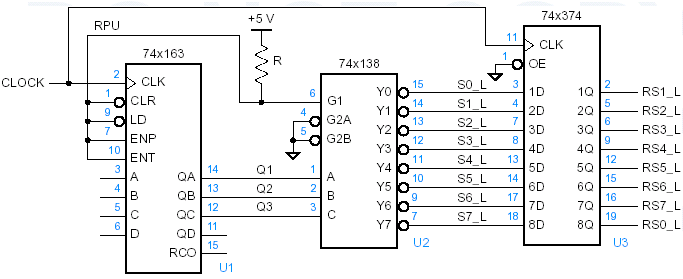 +5 V
RPU
R
CLOCK
74x163
2 CLK
1 CLR
9 LD
7 ENP
10 ENT
3 A
4 B
5 C
6 D
QA 14 Q1
QB 13 Q2
QC 12 Q3
QD 11
RCO 15
U1
74x138
6 G1
4 G2A
5 G2B
1 A
2 B
3 C
Y0 15 S0_L
Y1 14 S1_L
Y2 13 S2_L
Y3 12 S3_L
Y4 11 S4_L
Y5 10 S5_L
Y6 9 S6_L
Y7 7 S7_L
U2
74x374
11 CLK
1 OE
3 1D 1Q 2 RS1_L
4 2D 2Q 5 RS2_L
7 3D 3Q 6 RS3_L
8 4D 4Q 9 RS4_L
13 5D 5Q 12 RS5_L
14 6D 6Q 15 RS6_L
17 7D 7Q 16 RS7_L
18 8D 8Q 19 RS0_L
U3